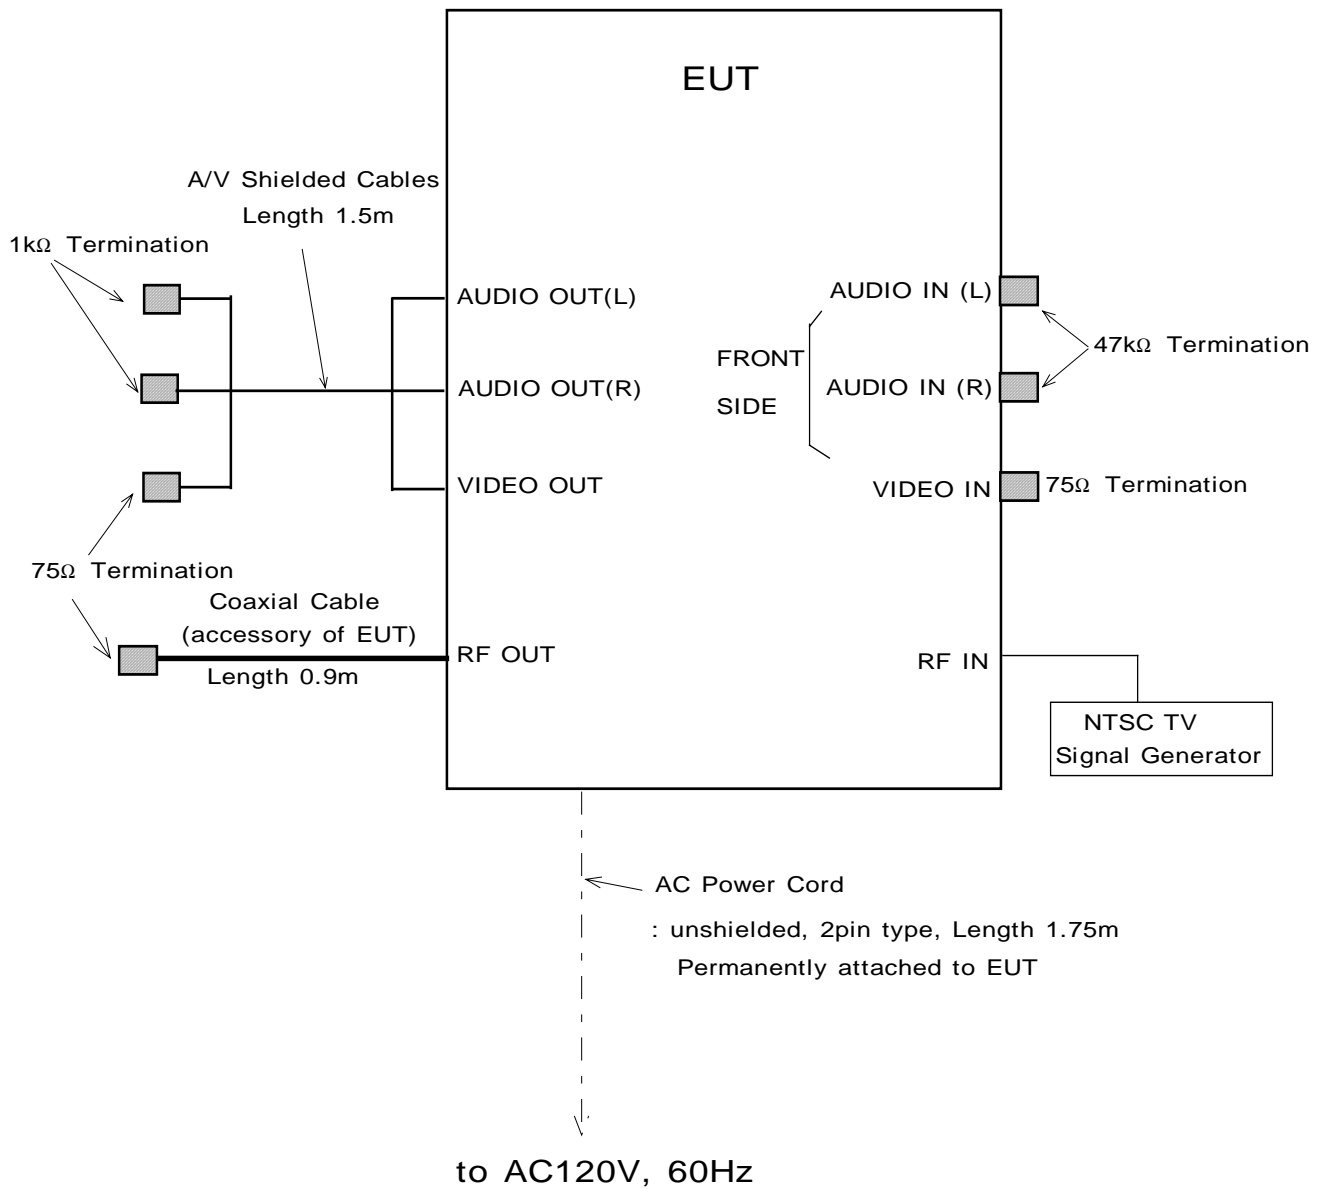 EUT
A/V Shielded Cables
Length 1.5m
1kΩ Termination
AUDIO OUT(L)
AUDIO OUT(R)
VIDEO OUT
75Ω Termination
Coaxial Cable
(accessory of EUT)
Length 0.9m
RF OUT
AUDIO IN (L)
FRONT
SIDE
AUDIO IN (R)
47kΩ Termination
VIDEO IN
75Ω Termination
RF IN
NTSC TV
Signal Generator
AC Power Cord
: unshielded, 2pin type, Length 1.75m
Permanently attached to EUT
to AC120V, 60Hz